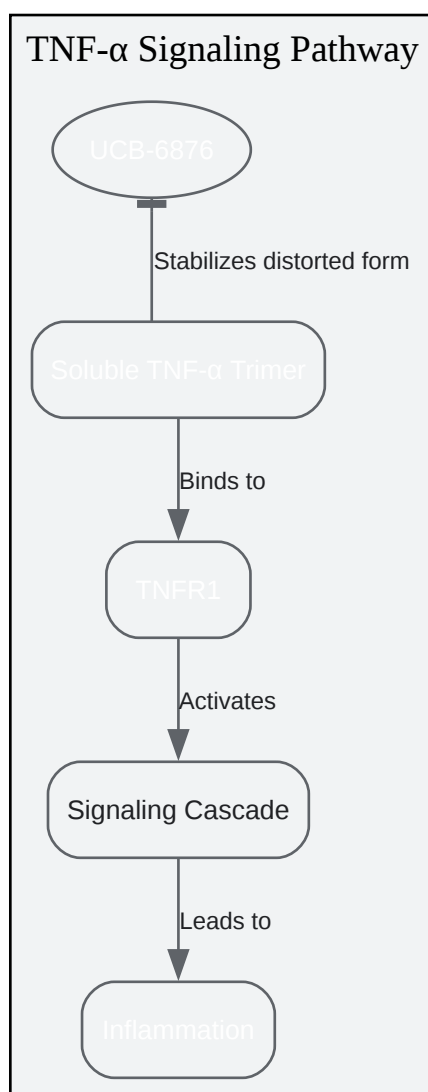 TNF-α Signaling Pathway
UCB-6876
Stabilizes distorted form
Soluble TNF-α Trimer
Binds to
TNFR1
Activates
Signaling Cascade
Leads to
Inflammation